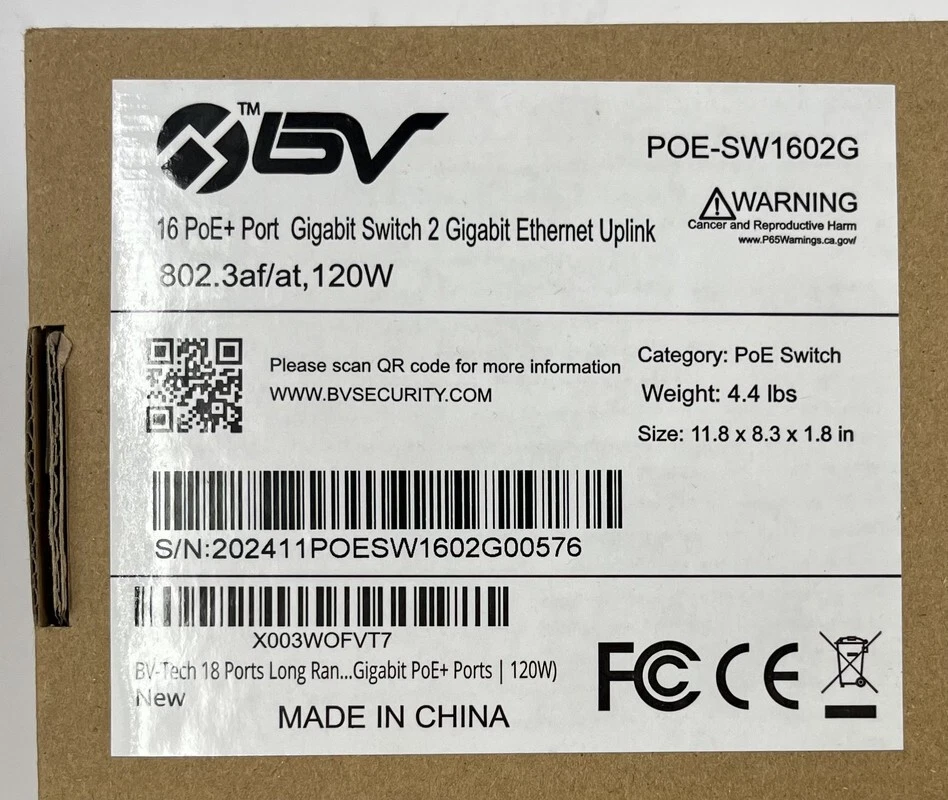 TM
BV
POE-SW1602G
WARNING
Cancer and Reproductive Harm
www.P65Warnings.ca.gov/
16 PoE+ Port Gigabit Switch 2 Gigabit Ethernet Uplink
802.3af/at,120W
Please scan QR code for more information
WWW.BVSECURITY.COM
Category: PoE Switch
Weight: 4.4 lbs
Size: 11.8 x 8.3 x 1.8 in
S/N:202411POESW1602G00576
X003WOFVT7
BV-Tech 18 Ports Long Ran...Gigabit PoE+ Ports | 120W)
New
MADE IN CHINA
FC CE